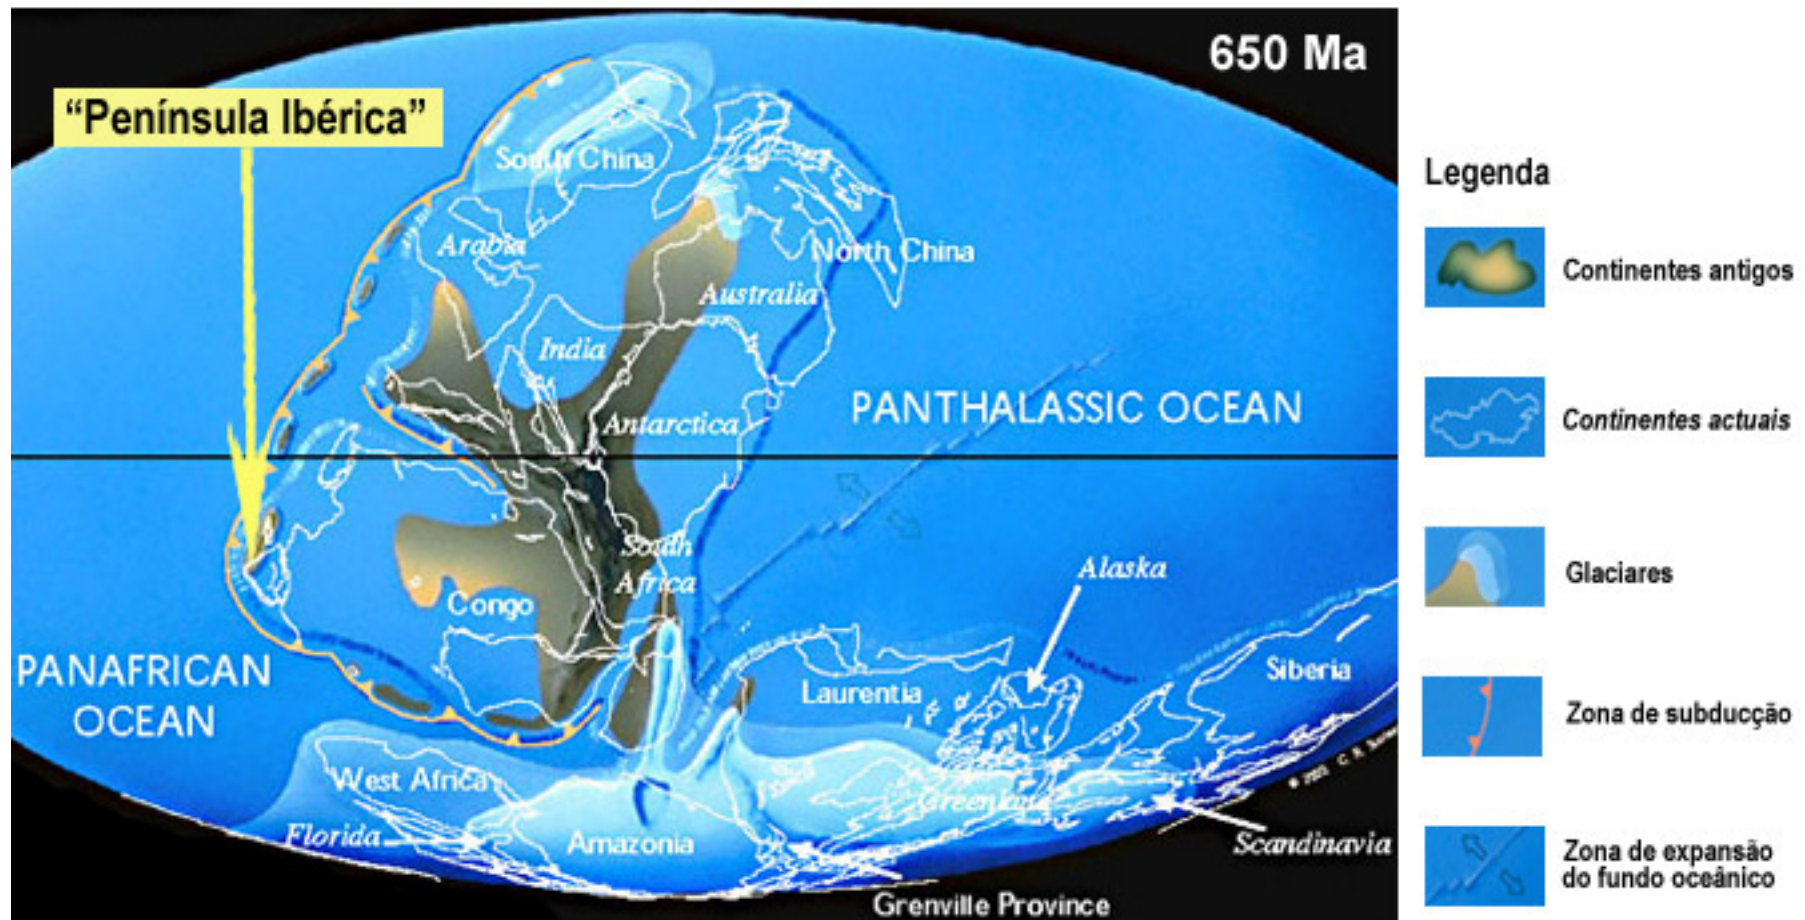 650 Ma
“Península Ibérica”
South China
Arabia
North China
Australia
India
PANTHALASSIC OCEAN
Antarctica
South
Africa
Alaska
Congo
PANAFRICAN
OCEAN
Laurentia
Siberia
West Africa
Greenland
Florida
Amazonia
Scandinavia
Grenville Province
Legenda
Continentes antigos
Continentes actuais
Glaciares
Zona de subducção
Zona de expansão
do fundo oceânico